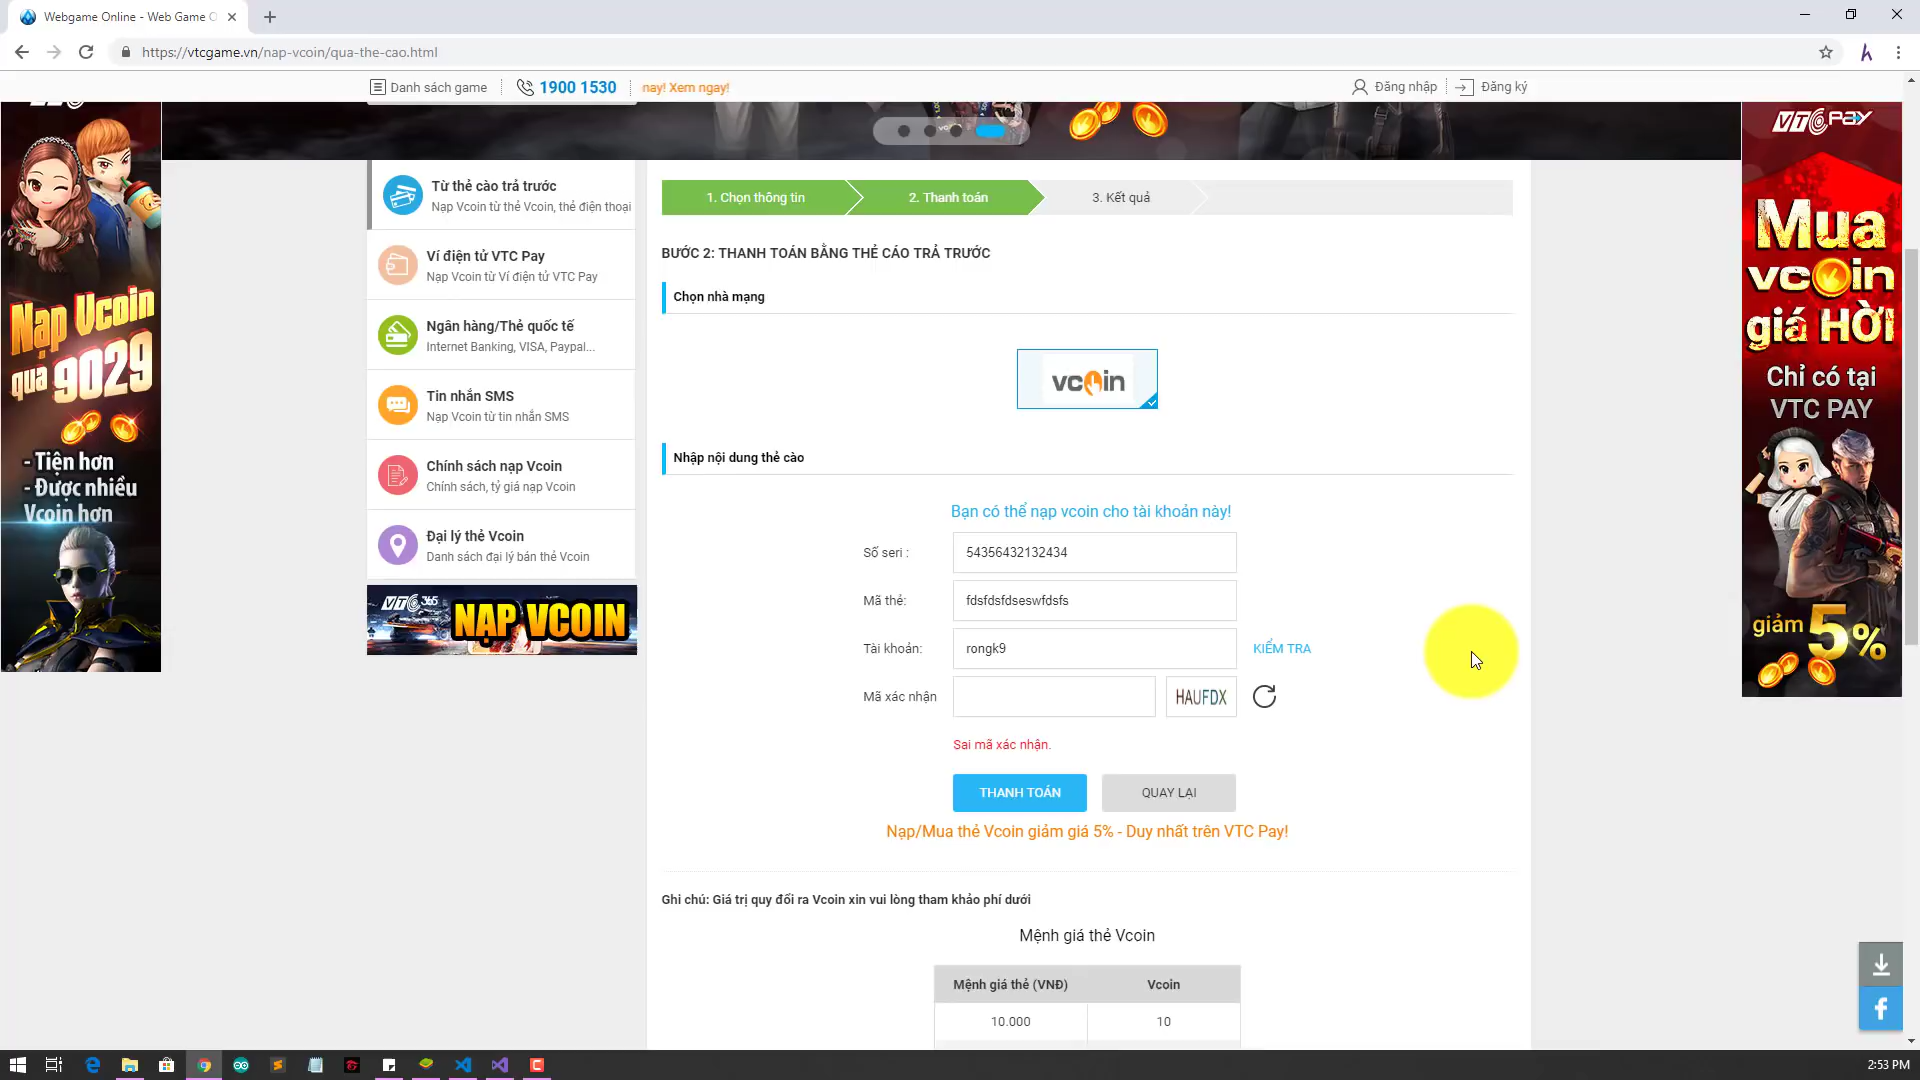 Webgame Online - Web Game O
https://vtcgame.vn/nap-vcoin/qua-the-cao.html
Danh sách game
1900 1530
nay! Xem ngay!
Đăng nhập
Đăng ký
Nạp Vcoin
qua 9029
- Tiện hơn
- Được nhiều
Vcoin hơn
Từ thẻ cào trả trước
Nạp Vcoin từ thẻ Vcoin, thẻ điện thoại
Ví điện tử VTC Pay
Nạp Vcoin từ Ví điện tử VTC Pay
Ngân hàng/Thẻ quốc tế
Internet Banking, VISA, Paypal...
Tin nhắn SMS
Nạp Vcoin từ tin nhắn SMS
Chính sách nạp Vcoin
Chính sách, tỷ giá nạp Vcoin
Đại lý thẻ Vcoin
Danh sách đại lý bán thẻ Vcoin
VTC 365
NẠP VCOIN
1. Chọn thông tin
2. Thanh toán
3. Kết quả
BƯỚC 2: THANH TOÁN BẰNG THẺ CÁO TRẢ TRƯỚC
Chọn nhà mạng
vcoin
Nhập nội dung thẻ cào
Bạn có thể nạp vcoin cho tài khoản này!
Số seri :
54356432132434
Mã thẻ:
fdsfdsfdseswfdsfs
Tài khoản:
rongk9
KIỂM TRA
Mã xác nhận
HAUFDX
Sai mã xác nhận.
THANH TOÁN
QUAY LẠI
Nạp/Mua thẻ Vcoin giảm giá 5% - Duy nhất trên VTC Pay!
Ghi chú: Giá trị quy đổi ra Vcoin xin vui lòng tham khảo phí dưới
Mệnh giá thẻ Vcoin
Mệnh giá thẻ (VNĐ)
Vcoin
10.000
10
VTC Pay
Mua
vcoin
giá HỜI
Chỉ có tại
VTC PAY
giảm 5%
2:53 PM